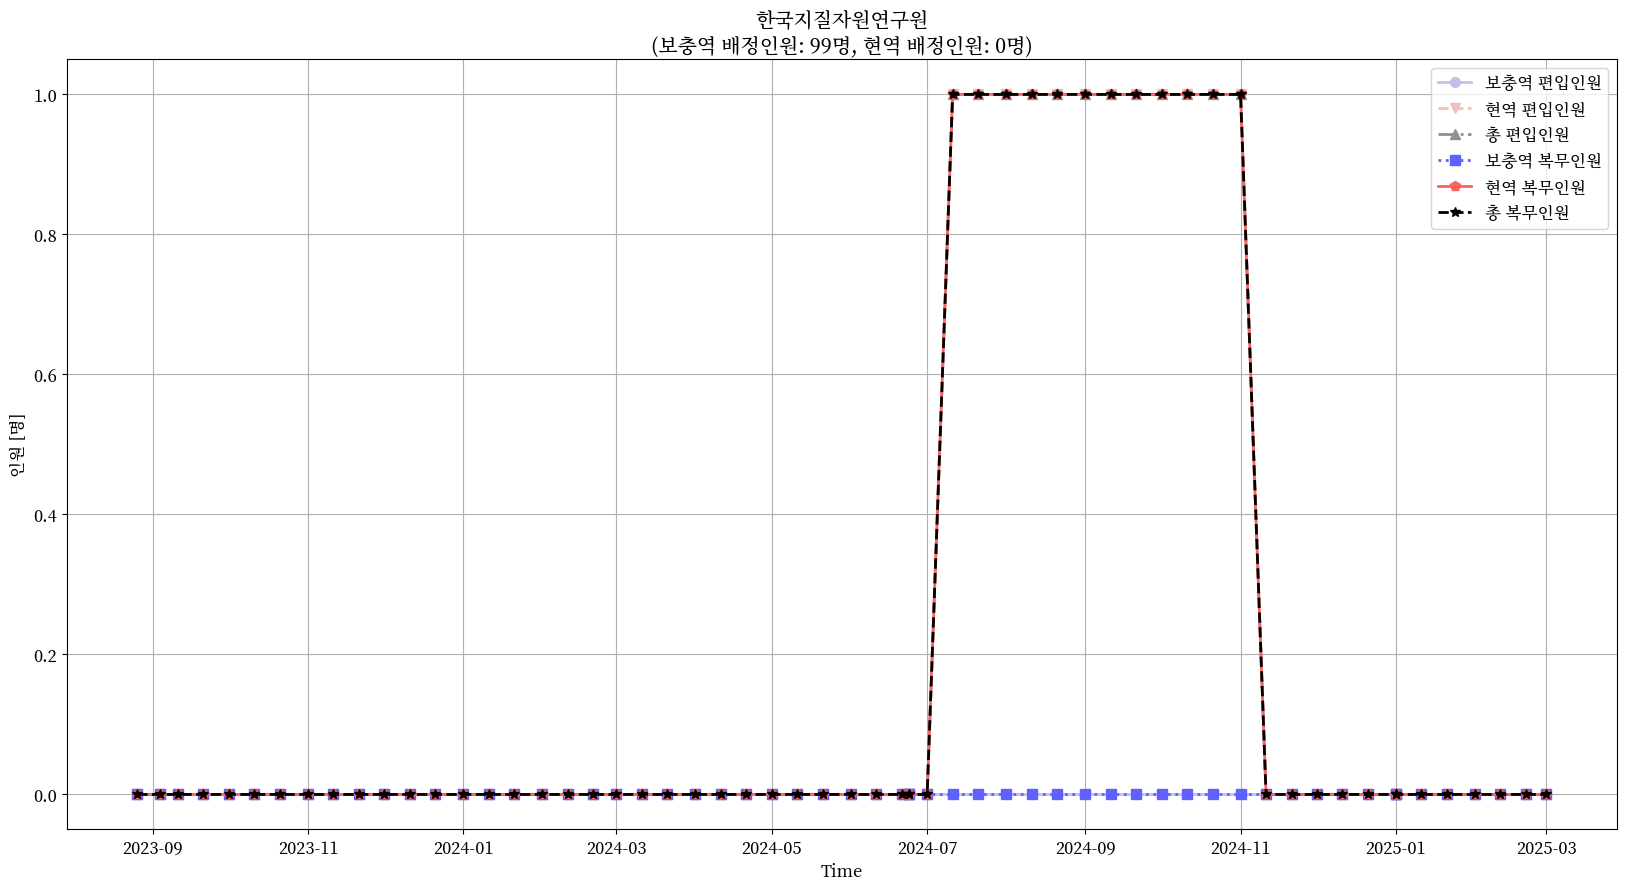 한국지질자원연구원
(보충역 배정인원: 99명, 현역 배정인원: 0명)
보충역 편입인원
현역 편입인원
총 편입인원
보충역 복무인원
현역 복무인원
총 복무인원
인원 [명]
1.0
0.8
0.6
0.4
0.2
0.0
2023-09
2023-11
2024-01
2024-03
2024-05
2024-07
2024-09
2024-11
2025-01
2025-03
Time